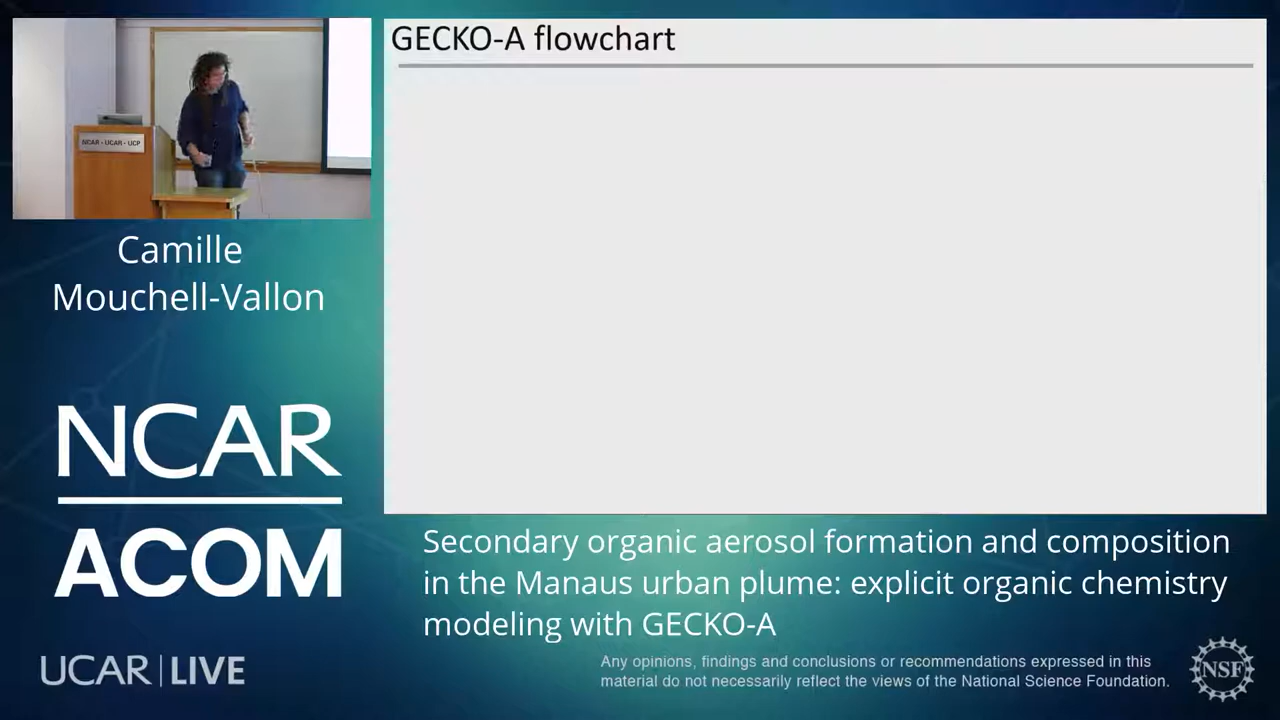 GECKO-A flowchart
NCAR - UCAR - UCP
Camille
Mouchell-Vallon
NCAR
ACOM
UCAR | LIVE
Secondary organic aerosol formation and composition
in the Manaus urban plume: explicit organic chemistry
modeling with GECKO-A
Any opinions, findings and conclusions or recommendations expressed in this
material do not necessarily reflect the views of the National Science Foundation.
NSF